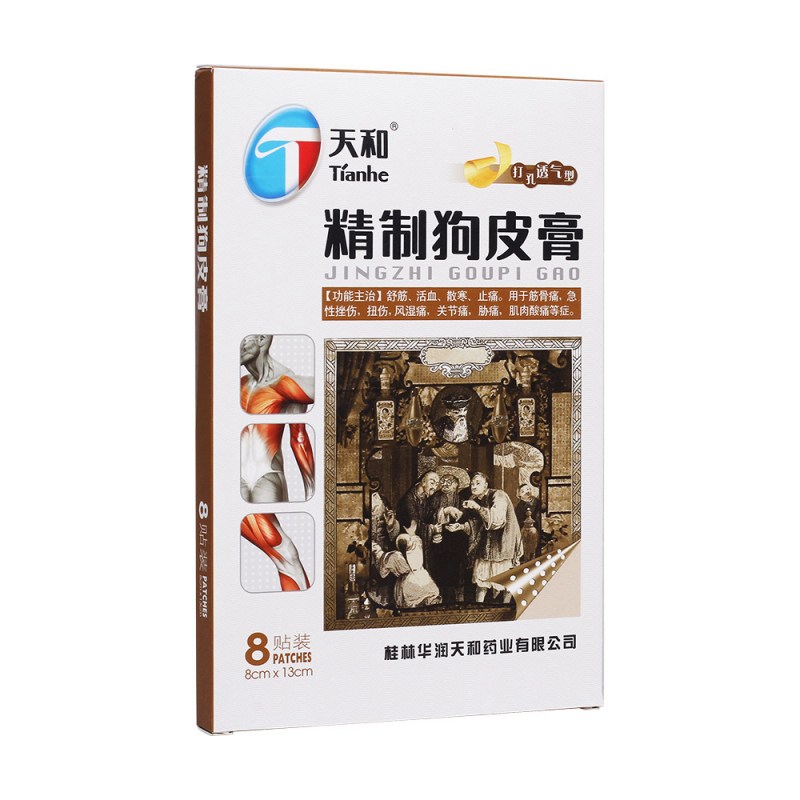 天和®
Tianhe
打孔透气型
精制狗皮膏
JINGZHI GOUPI GAO
【功能主治】舒筋、活血、散寒、止痛。用于筋骨痛，急
性挫伤，扭伤，风湿痛，关节痛，胁痛，肌肉酸痛等症。
8贴装
PATCHES
8cm x 13cm
桂林华润天和药业有限公司
精制狗皮膏
8贴装
PATCHES
8cm x 13cm